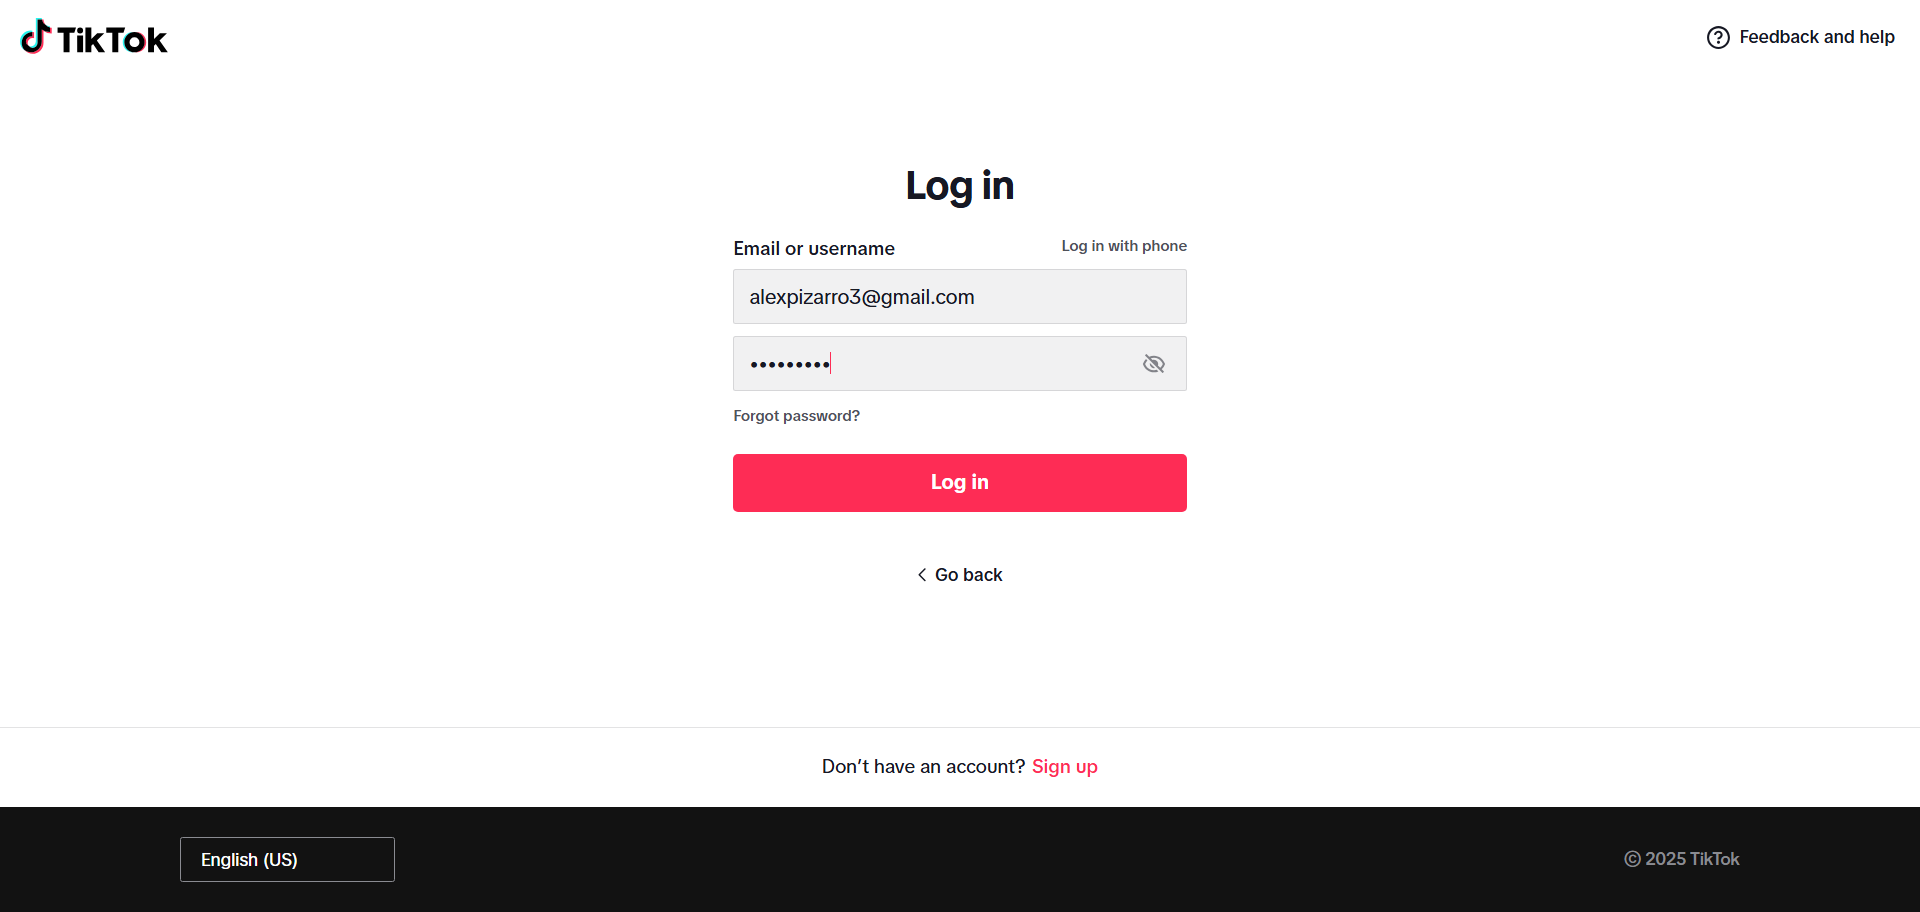 TikTok
Feedback and help
Log in
Email or username
Log in with phone
alexpizarro3@gmail.com
•••••••••
Forgot password?
Log in
Go back
Don’t have an account? Sign up
English (US)
© 2025 TikTok